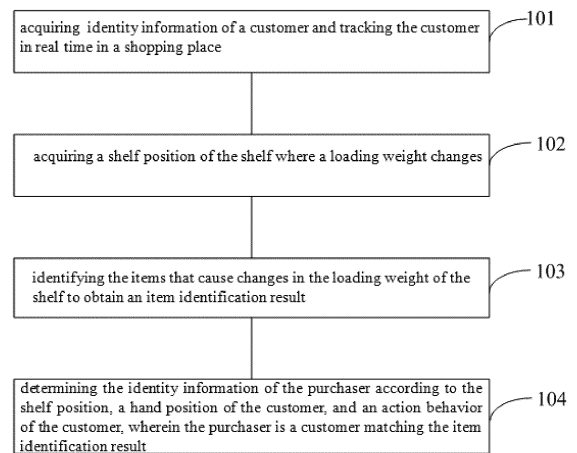 acquiring identity information of a customer and tracking the customer
in real time in a shopping place
101
acquiring a shelf position of the shelf where a loading weight changes
102
identifying the items that cause changes in the loading weight of the
shelf to obtain an item identification result
103
determining the identity information of the purchaser according to the
shelf position, a hand position of the customer, and an action behavior
of the customer, wherein the purchaser is a customer matching the item
identification result
104